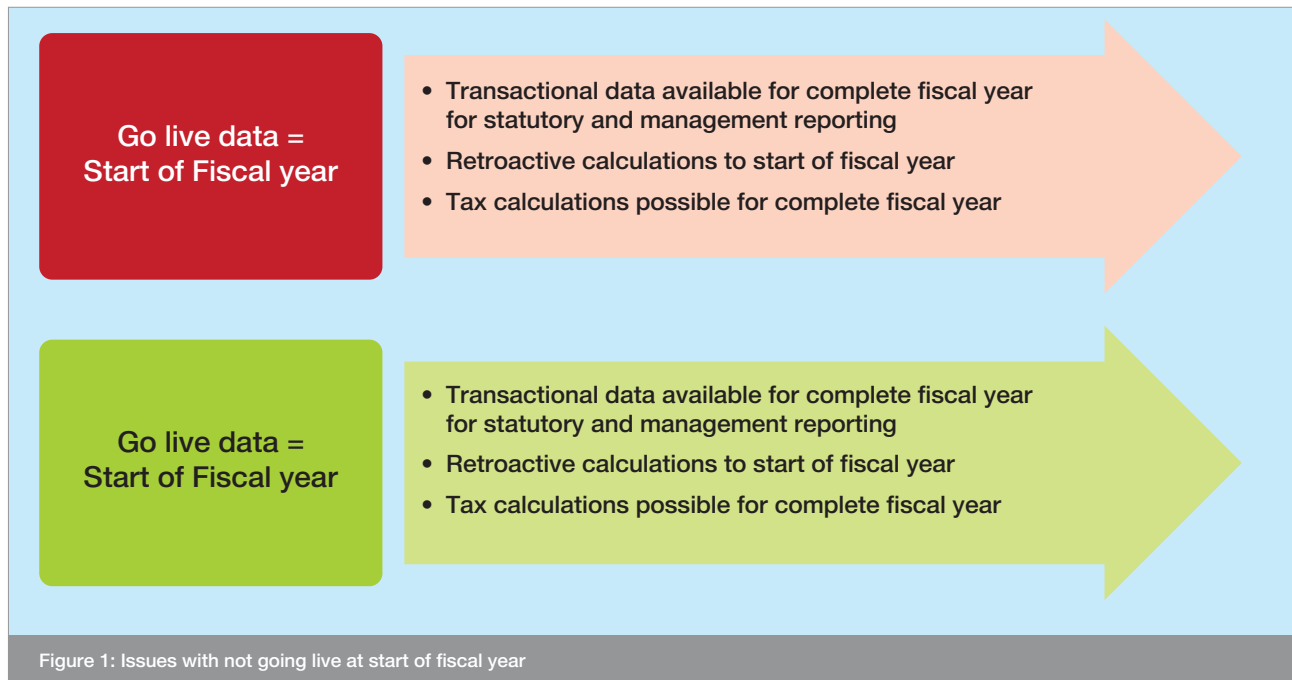 Go live data =
Start of Fiscal year
• Transactional data available for complete fiscal year
for statutory and management reporting
• Retroactive calculations to start of fiscal year
• Tax calculations possible for complete fiscal year
Go live data =
Start of Fiscal year
• Transactional data available for complete fiscal year
for statutory and management reporting
• Retroactive calculations to start of fiscal year
• Tax calculations possible for complete fiscal year
Figure 1: Issues with not going live at start of fiscal year